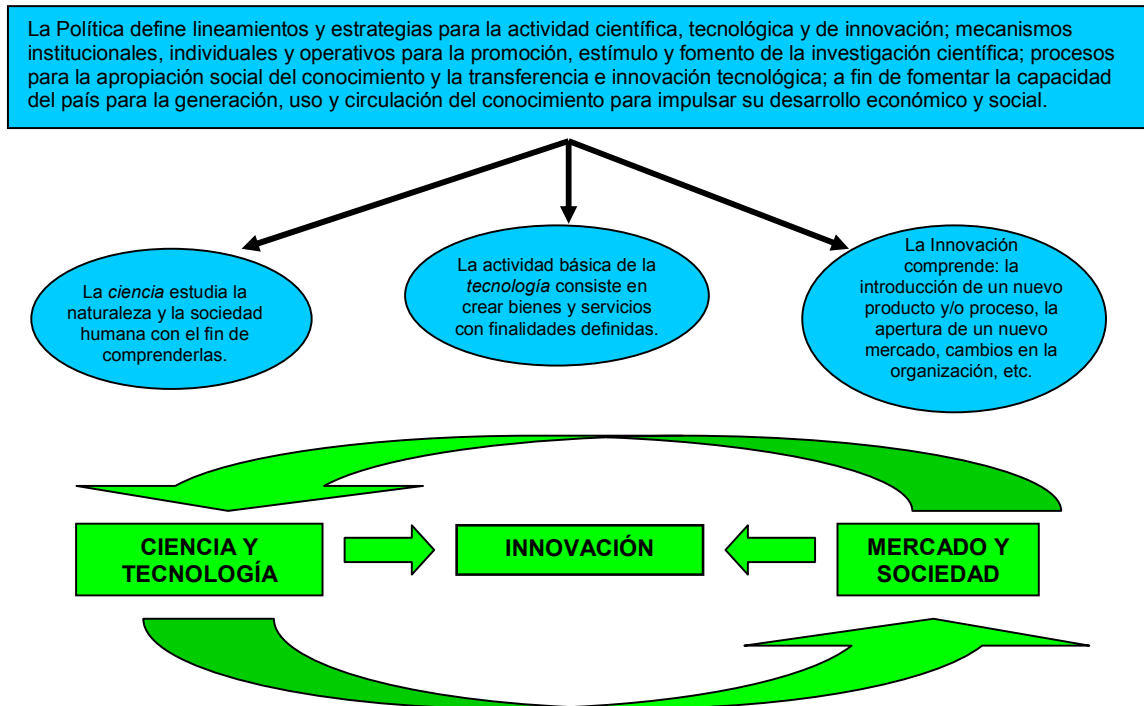 La Política define lineamientos y estrategias para la actividad científica, tecnológica y de innovación; mecanismos
institucionales, individuales y operativos para la promoción, estímulo y fomento de la investigación científica; procesos
para la apropiación social del conocimiento y la transferencia e innovación tecnológica; a fin de fomentar la capacidad
del país para la generación, uso y circulación del conocimiento para impulsar su desarrollo económico y social.
La ciencia estudia la
naturaleza y la sociedad
humana con el fin de
comprenderlas.
La actividad básica de la
tecnología consiste en
crear bienes y servicios
con finalidades definidas.
La Innovación
comprende: la
introducción de un nuevo
producto y/o proceso, la
apertura de un nuevo
mercado, cambios en la
organización, etc.
CIENCIA Y
TECNOLOGÍA
INNOVACIÓN
MERCADO Y
SOCIEDAD